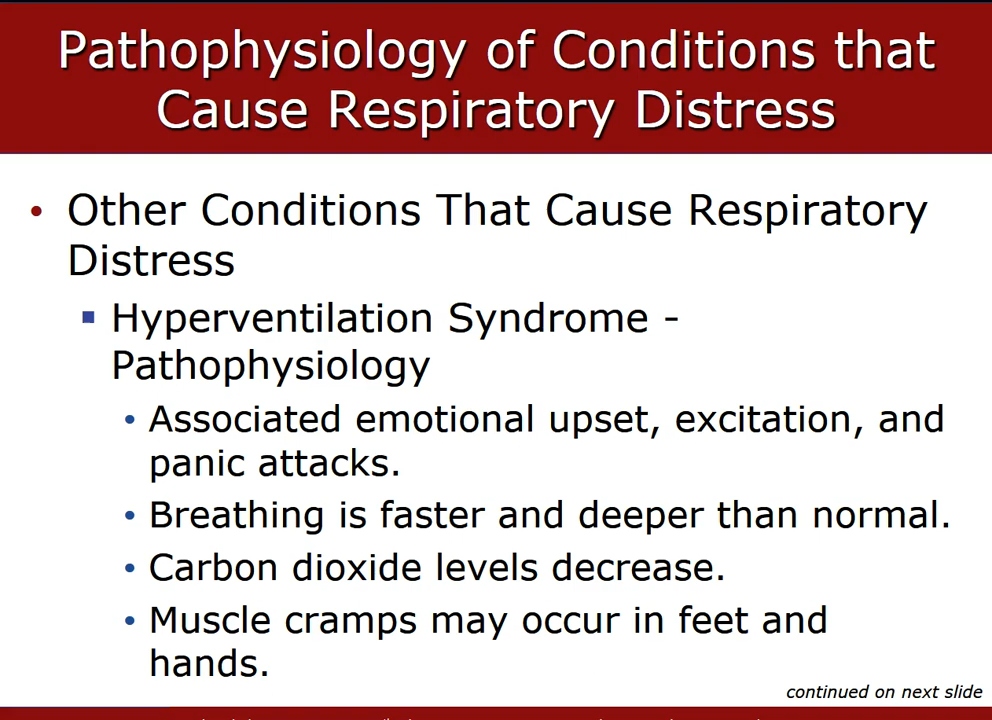 Pathophysiology of Conditions that
Cause Respiratory Distress
• Other Conditions That Cause Respiratory
Distress
▪ Hyperventilation Syndrome -
Pathophysiology
• Associated emotional upset, excitation, and
panic attacks.
• Breathing is faster and deeper than normal.
• Carbon dioxide levels decrease.
• Muscle cramps may occur in feet and
hands.
continued on next slide